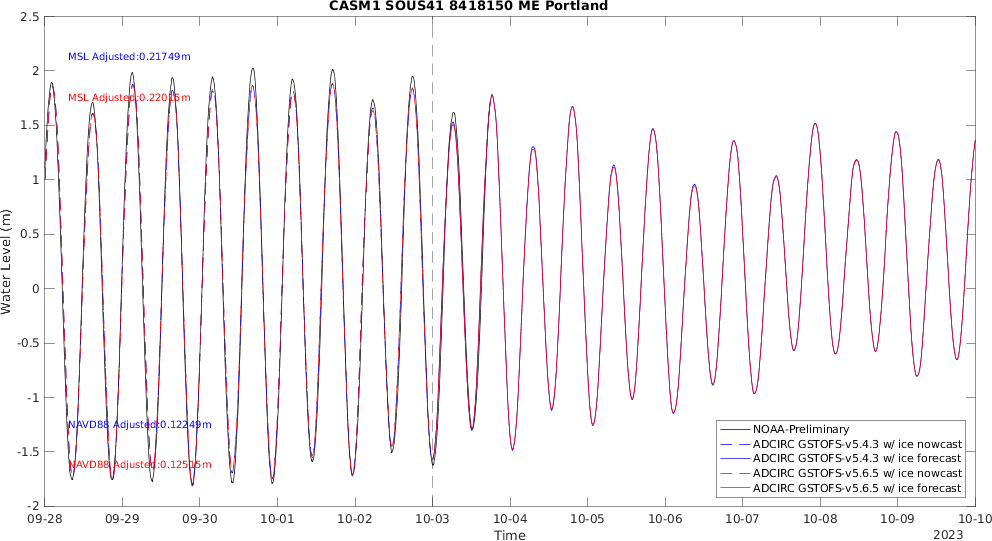 CASM1 SOUS41 8418150 ME Portland
2.5
2
1.5
1
0.5
0
-0.5
-1
-1.5
-2
Water Level (m)
MSL Adjusted:0.21749m
MSL Adjusted:0.22015m
NAVD88 Adjusted:0.12249m
NAVD88 Adjusted:0.12515m
NOAA-Preliminary
ADCIRC GSTOFS-v5.4.3 w/ ice nowcast
ADCIRC GSTOFS-v5.4.3 w/ ice forecast
ADCIRC GSTOFS-v5.6.5 w/ ice nowcast
ADCIRC GSTOFS-v5.6.5 w/ ice forecast
09-28 09-29 09-30 10-01 10-02 10-03 10-04 10-05 10-06 10-07 10-08 10-09 10-10
Time
2023